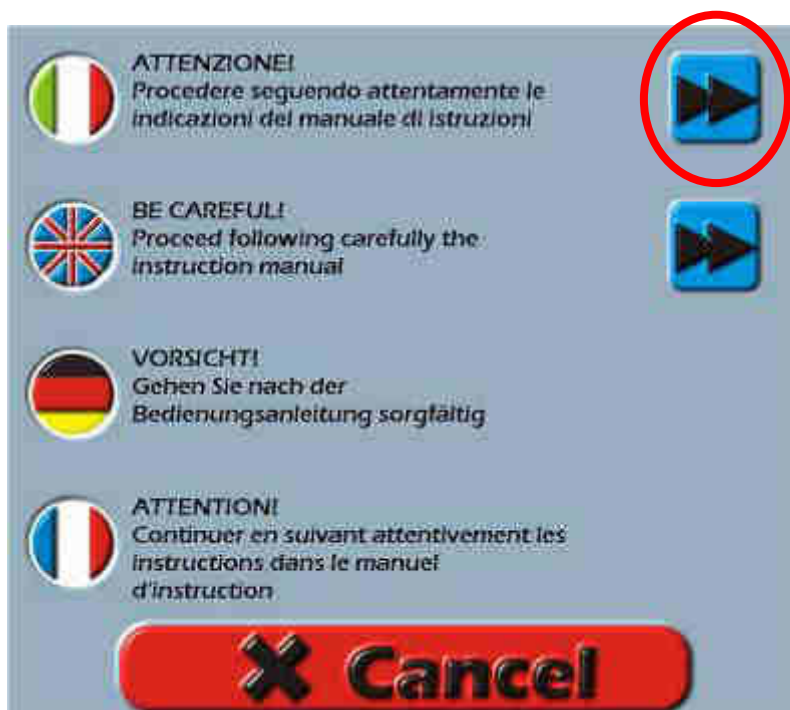 ATTENZIONE!
Procedere seguendo attentamente le
indicazioni del manuale di istruzioni
BE CAREFUL!
Proceed following carefully the
instruction manual
VORSICHT!
Gehen Sie nach der
Bedienungsanleitung sorgfältig
ATTENTION!
Continuer en suivant attentivement les
instructions dans le manuel
d'instruction
Cancel